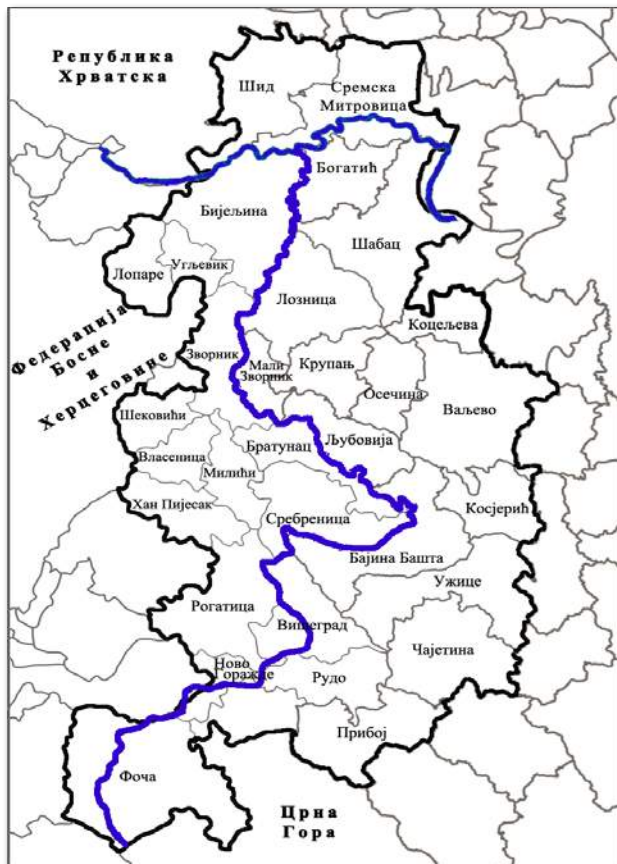 Република
Хрватска
Шид
Сремска
Митровица
Богатић
Бијељина
Шабац
Лопаре
Угљевик
Лозница
Коцељева
Федерација
Босне
и
Херцеговине
Зворник
Мали
Зворник
Крупањ
Осечина
Ваљево
Шековићи
Братунац
Љубовија
Власеница
Милићи
Хан Пијесак
Сребреница
Косјерић
Бајина Башта
Ужице
Рогатица
Вишеград
Чајетина
Ново
Горажде
Рудо
Прибој
Фоча
Црна
Гора